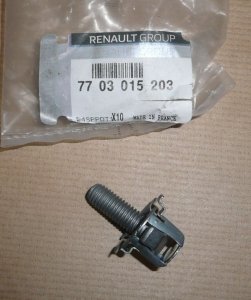 RENAULT GROUP
77 03 015 203
X10 MADE IN FRANCE